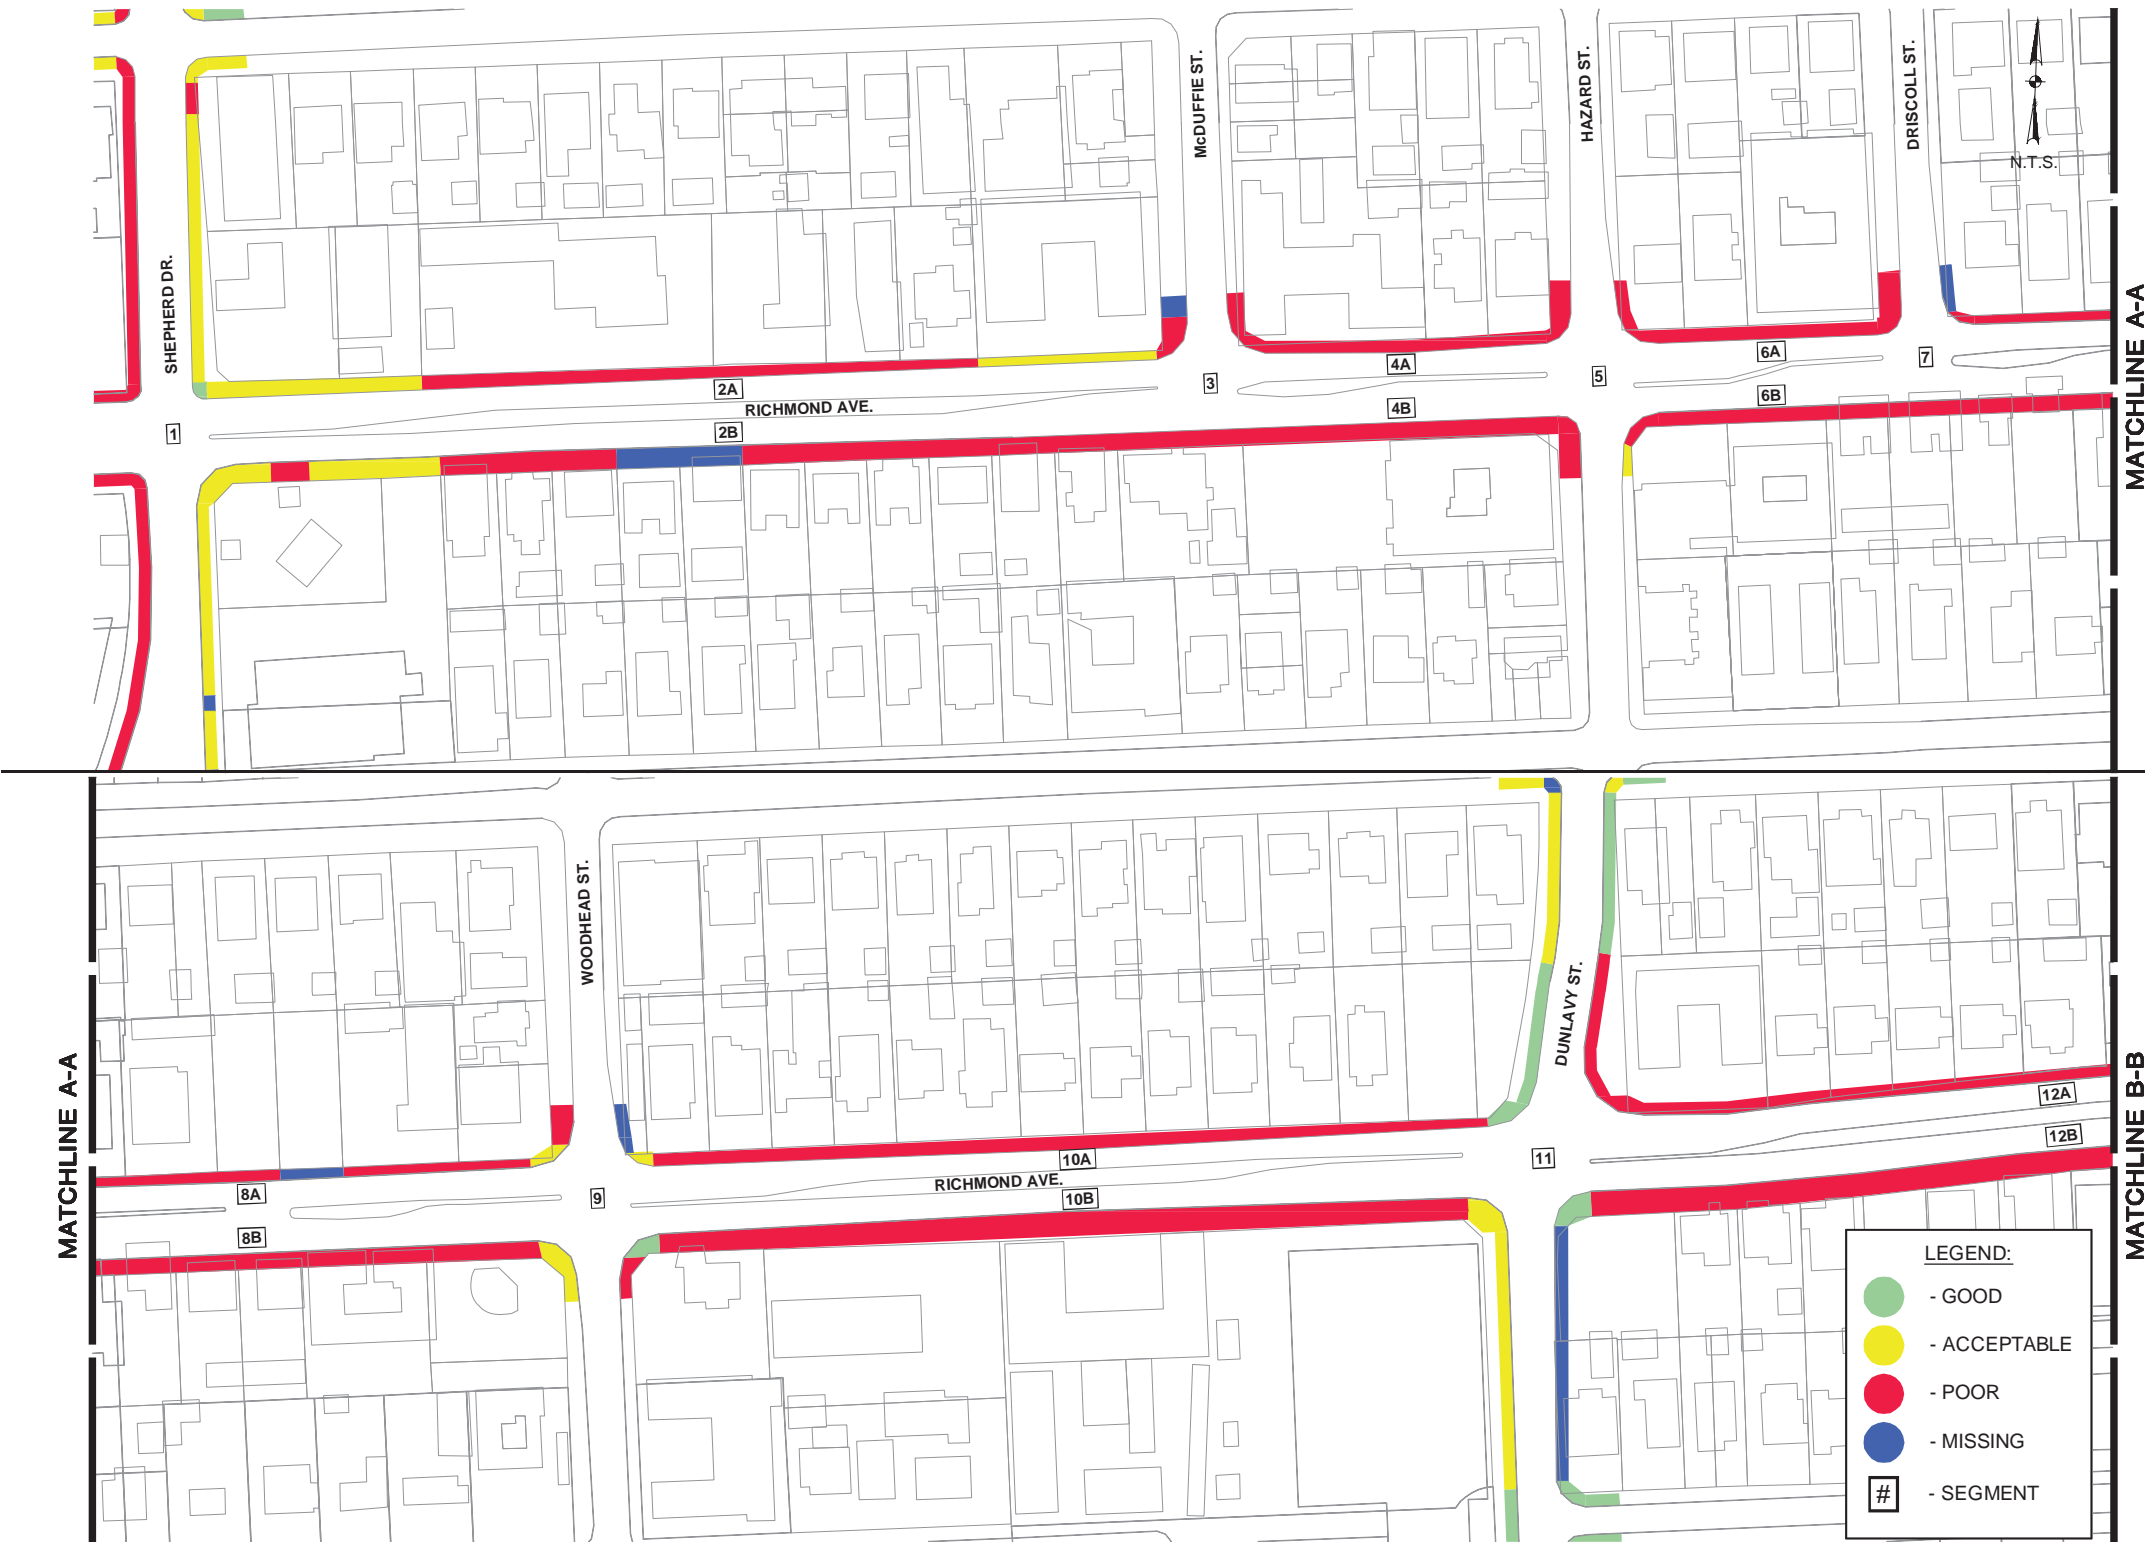 SHEPHERD DR.
McDUFFIE ST.
HAZARD ST.
DRISCOLL ST.
N.T.S.
MATCHLINE A-A
1
2A
RICHMOND AVE.
2B
3
4A
4B
5
6A
6B
7
MATCHLINE A-A
WOODHEAD ST.
DUNLAVY ST.
MATCHLINE B-B
8A
8B
9
10A
RICHMOND AVE.
10B
11
12A
12B
LEGEND:
- GOOD
- ACCEPTABLE
- POOR
- MISSING
# - SEGMENT